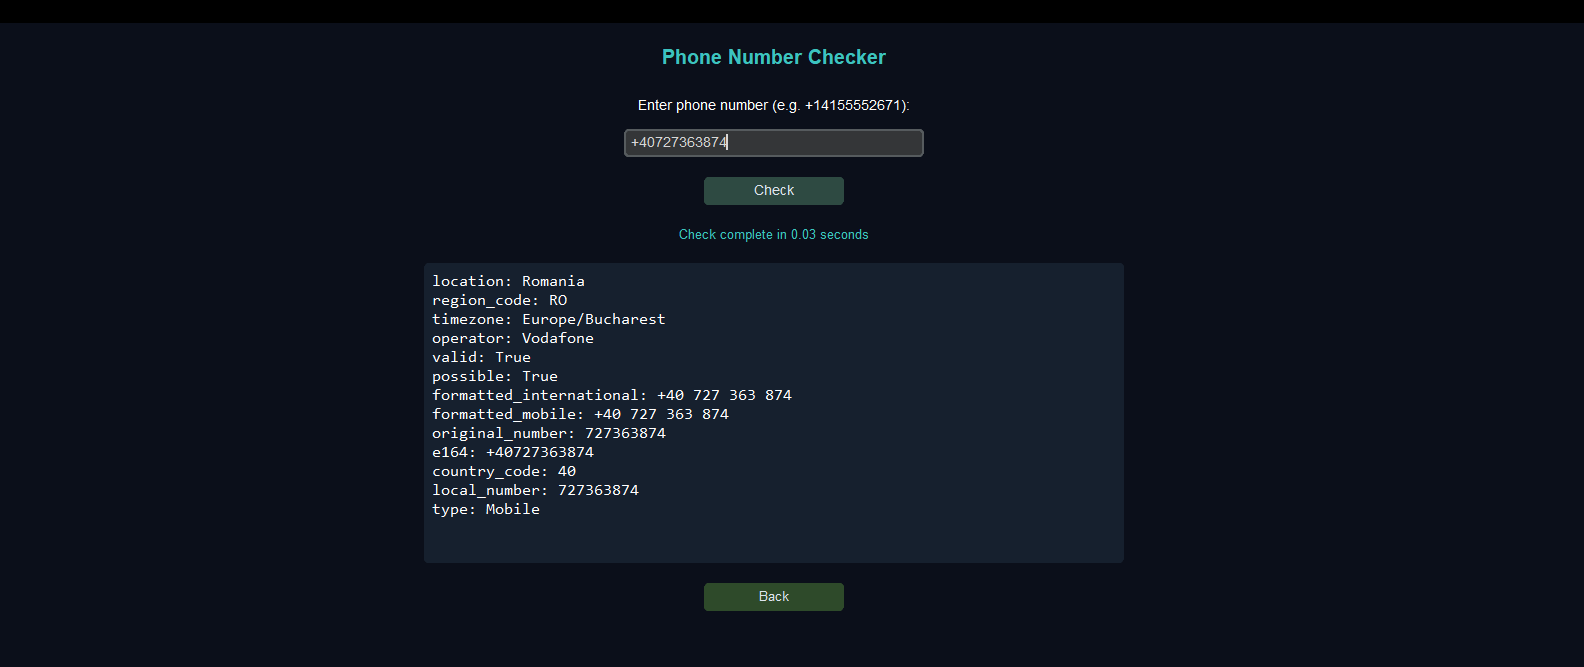 Phone Number Checker
Enter phone number (e.g. +14155552671):
+40727363874
Check
Check complete in 0.03 seconds
location: Romania
region_code: RO
timezone: Europe/Bucharest
operator: Vodafone
valid: True
possible: True
formatted_international: +40 727 363 874
formatted_mobile: +40 727 363 874
original_number: 727363874
e164: +40727363874
country_code: 40
local_number: 727363874
type: Mobile
Back